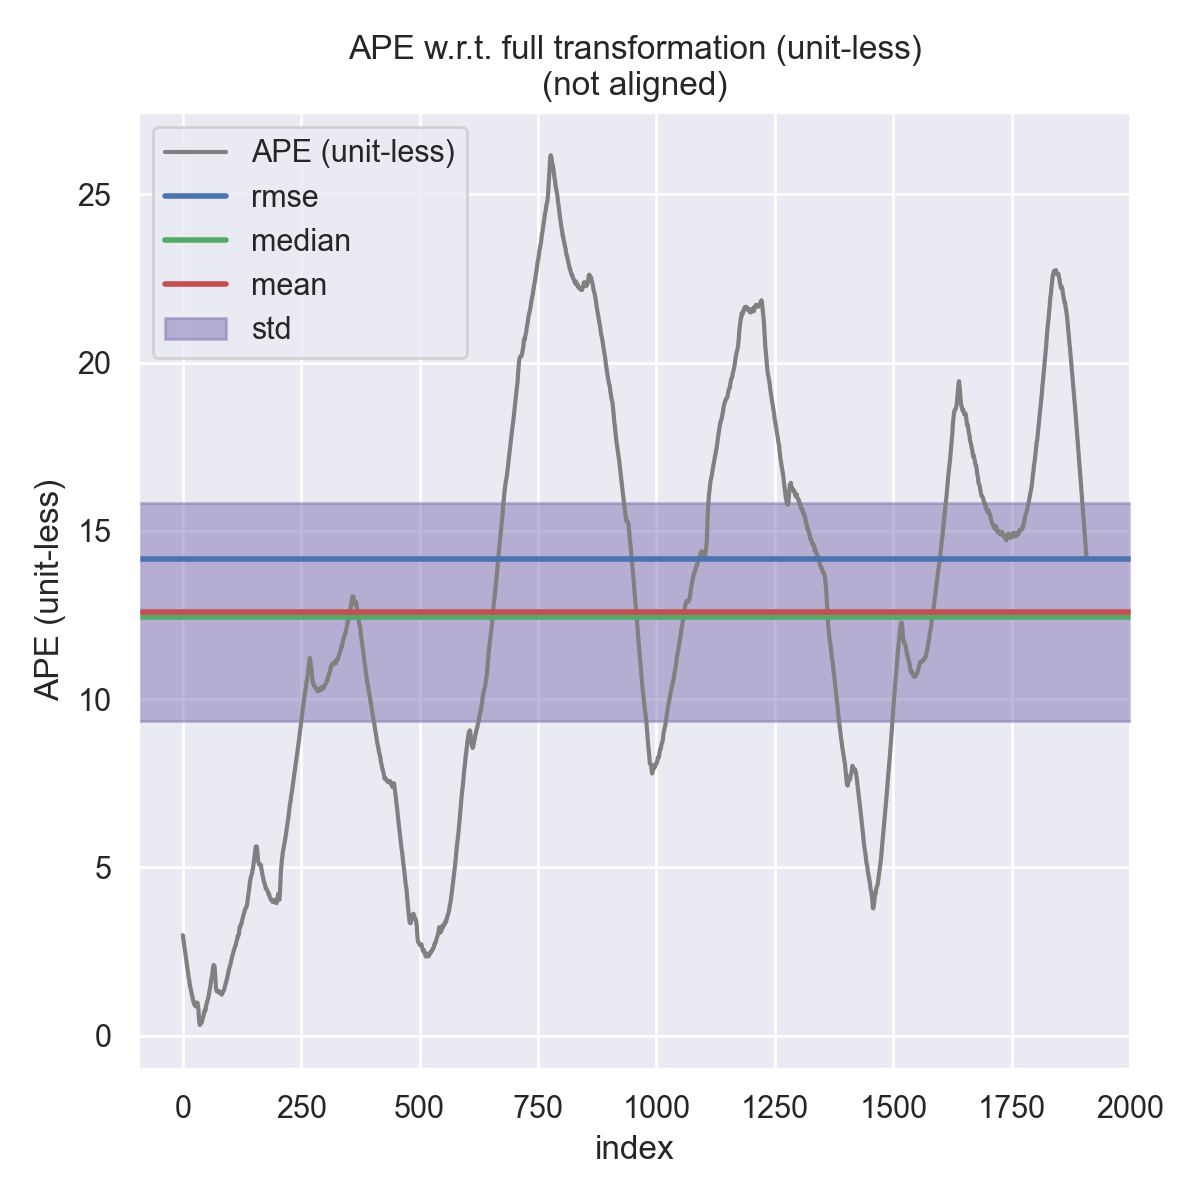 APE w.r.t. full transformation (unit-less)
(not aligned)
APE (unit-less)
rmse
median
mean
std
APE (unit-less)
25
20
15
10
5
0
0 250 500 750 1000 1250 1500 1750 2000
index